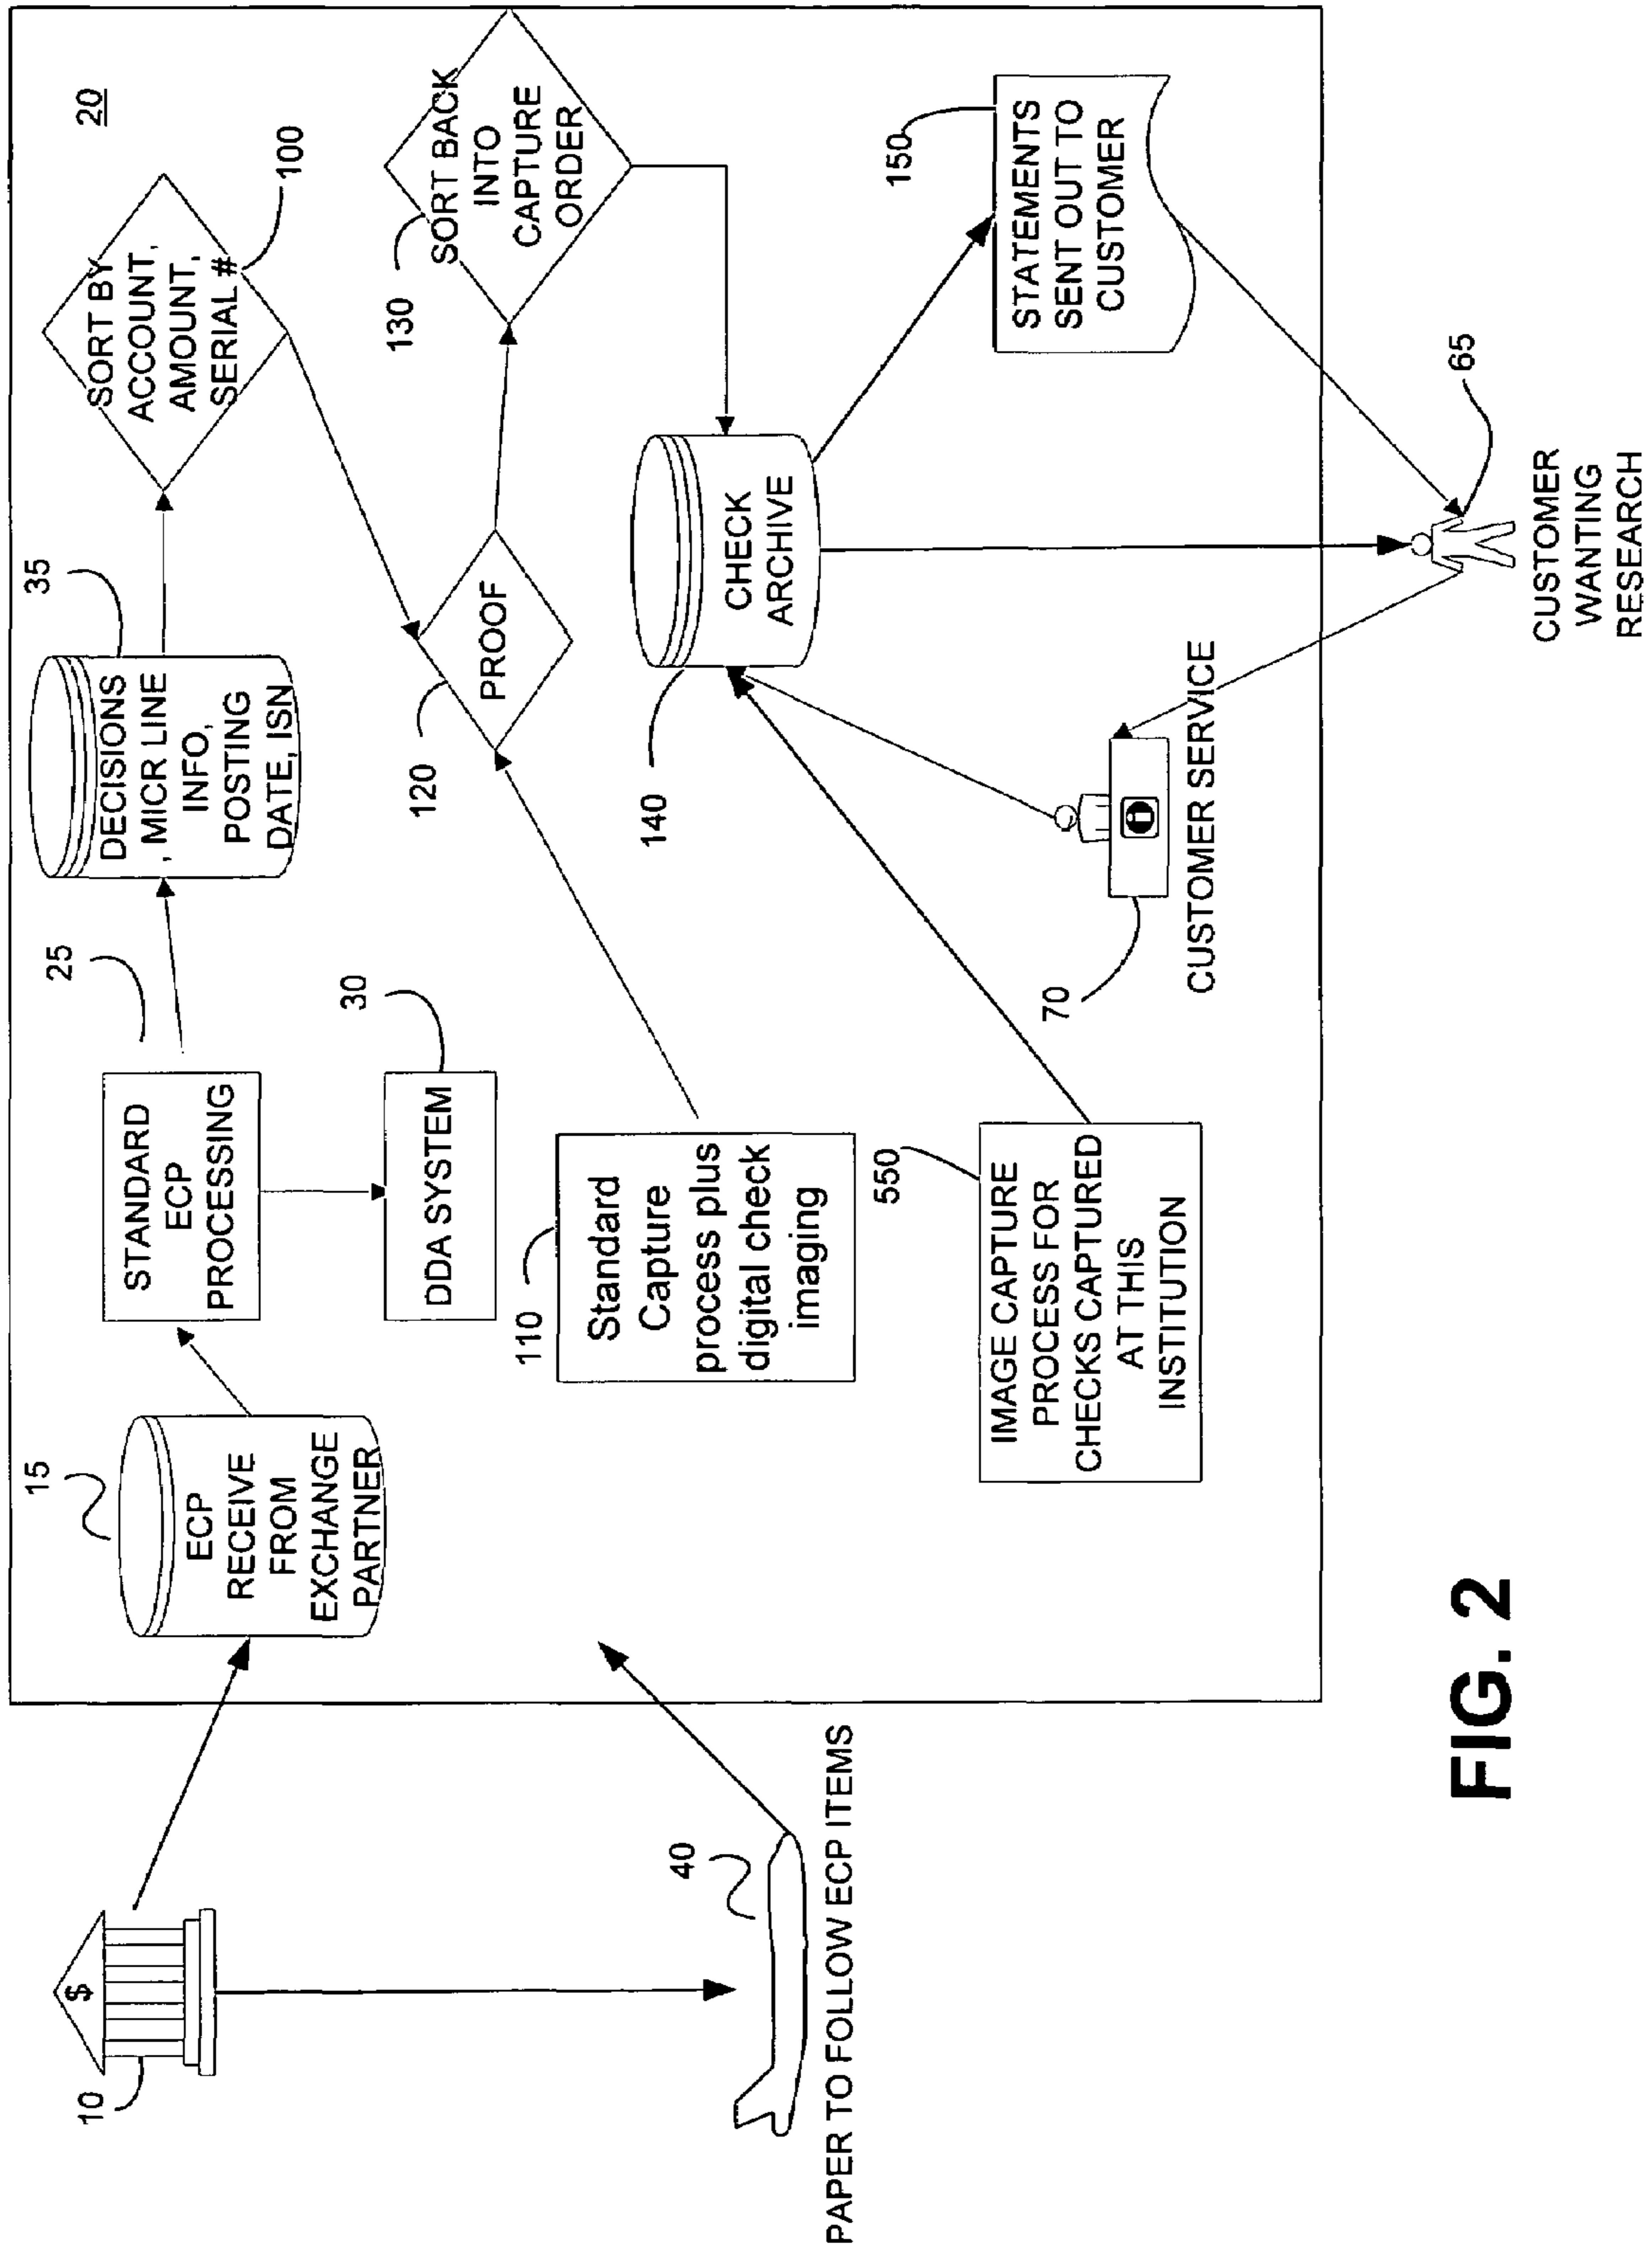 20
$
10
15
ECP
RECEIVE
FROM
EXCHANGE
PARTNER
25
STANDARD
ECP
PROCESSING
35
DECISIONS
, MICR LINE
INFO,
POSTING
DATE, ISN
100
SORT BY
ACCOUNT,
AMOUNT,
SERIAL #
30
DDA SYSTEM
110
Standard
Capture
process plus
digital check
imaging
120
PROOF
130
SORT BACK
INTO
CAPTURE
ORDER
40
PAPER TO FOLLOW ECP ITEMS
140
CHECK
ARCHIVE
150
STATEMENTS
SENT OUT TO
CUSTOMER
550
IMAGE CAPTURE
PROCESS FOR
CHECKS CAPTURED
AT THIS
INSTITUTION
70
i
CUSTOMER SERVICE
65
CUSTOMER
WANTING
RESEARCH
FIG. 2